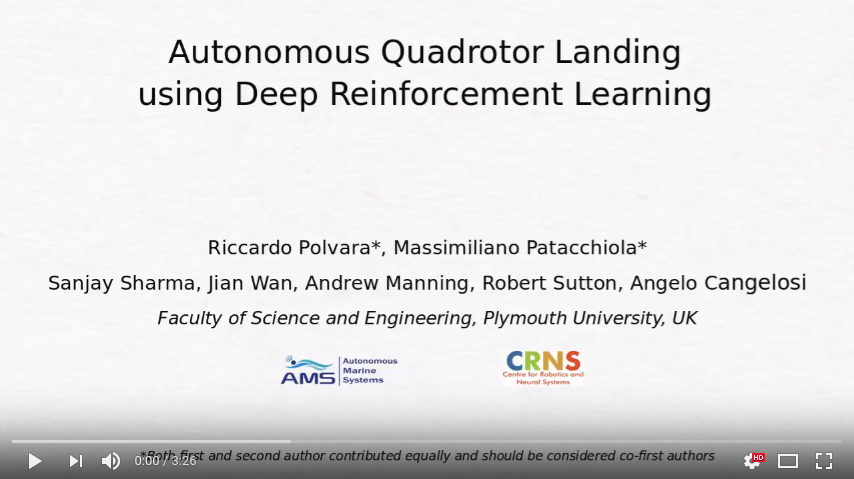 Autonomous Quadrotor Landing
using Deep Reinforcement Learning
Riccardo Polvara*, Massimiliano Patacchiola*
Sanjay Sharma, Jian Wan, Andrew Manning, Robert Sutton, Angelo Cangelosi
Faculty of Science and Engineering, Plymouth University, UK
AMS Autonomous
Marine
Systems
CRNS
Centre for Robotics and
Neural Systems
*Both first and second author contributed equally and should be considered co-first authors
0:00 / 3:26
HD